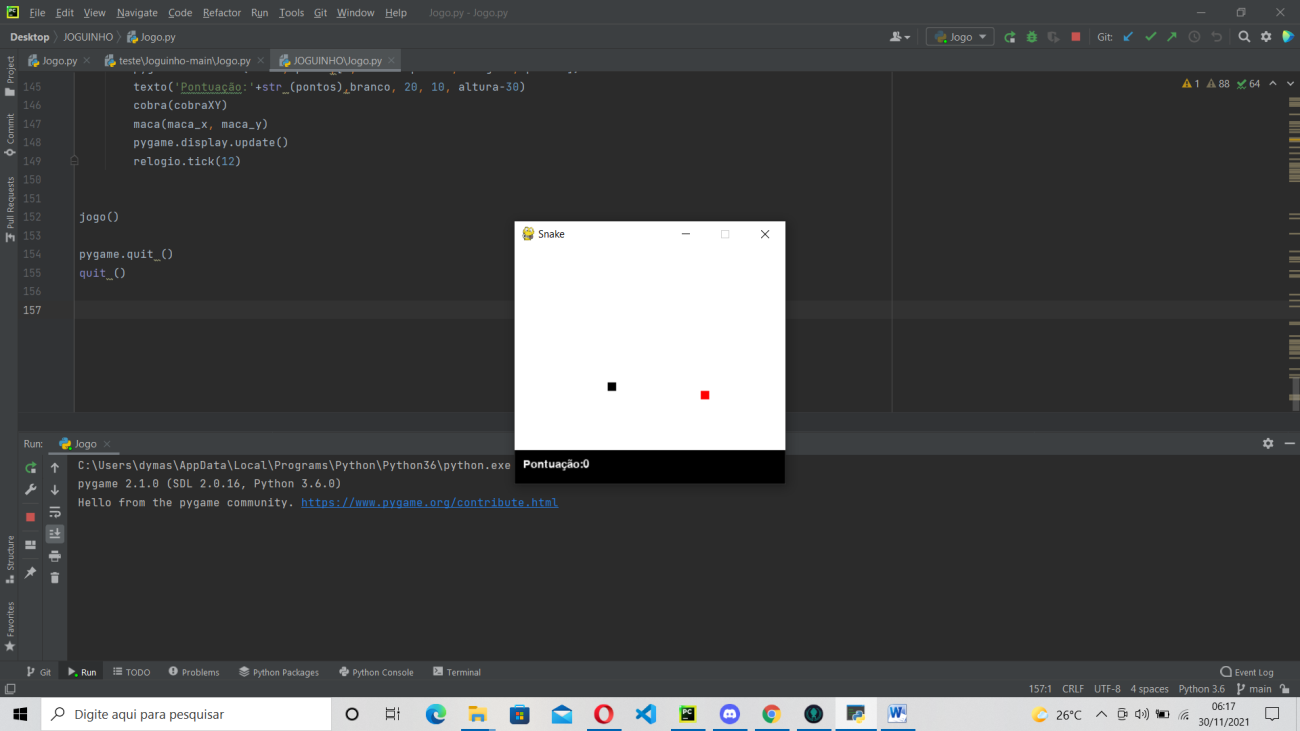 File Edit View Navigate Code Refactor Run Tools Git Window Help Jogo.py - Jogo.py
Desktop JOGUINHO Jogo.py Jogo Git:
Jogo.py teste\Joguinho-main\Jogo.py JOGUINHO\Jogo.py
Project
Commit
Pull Requests
Structure
Favorites
1 88 64
145 texto('Pontuação:'+str_(pontos),branco, 20, 10, altura-30)
146 cobra(cobraXY)
147 maca(maca_x, maca_y)
148 pygame.display.update()
149 relogio.tick(12)
150
151
152 jogo()
153
154 pygame.quit_()
155 quit_()
156
157
Snake
Pontuação:0
Run: Jogo
C:\Users\dymas\AppData\Local\Programs\Python\Python36\python.exe
pygame 2.1.0 (SDL 2.0.16, Python 3.6.0)
Hello from the pygame community. https://www.pygame.org/contribute.html
Git Run TODO Problems Python Packages Python Console Terminal Event Log
157:1 CRLF UTF-8 4 spaces Python 3.6 main
Digite aqui para pesquisar
26°C
06:17
30/11/2021